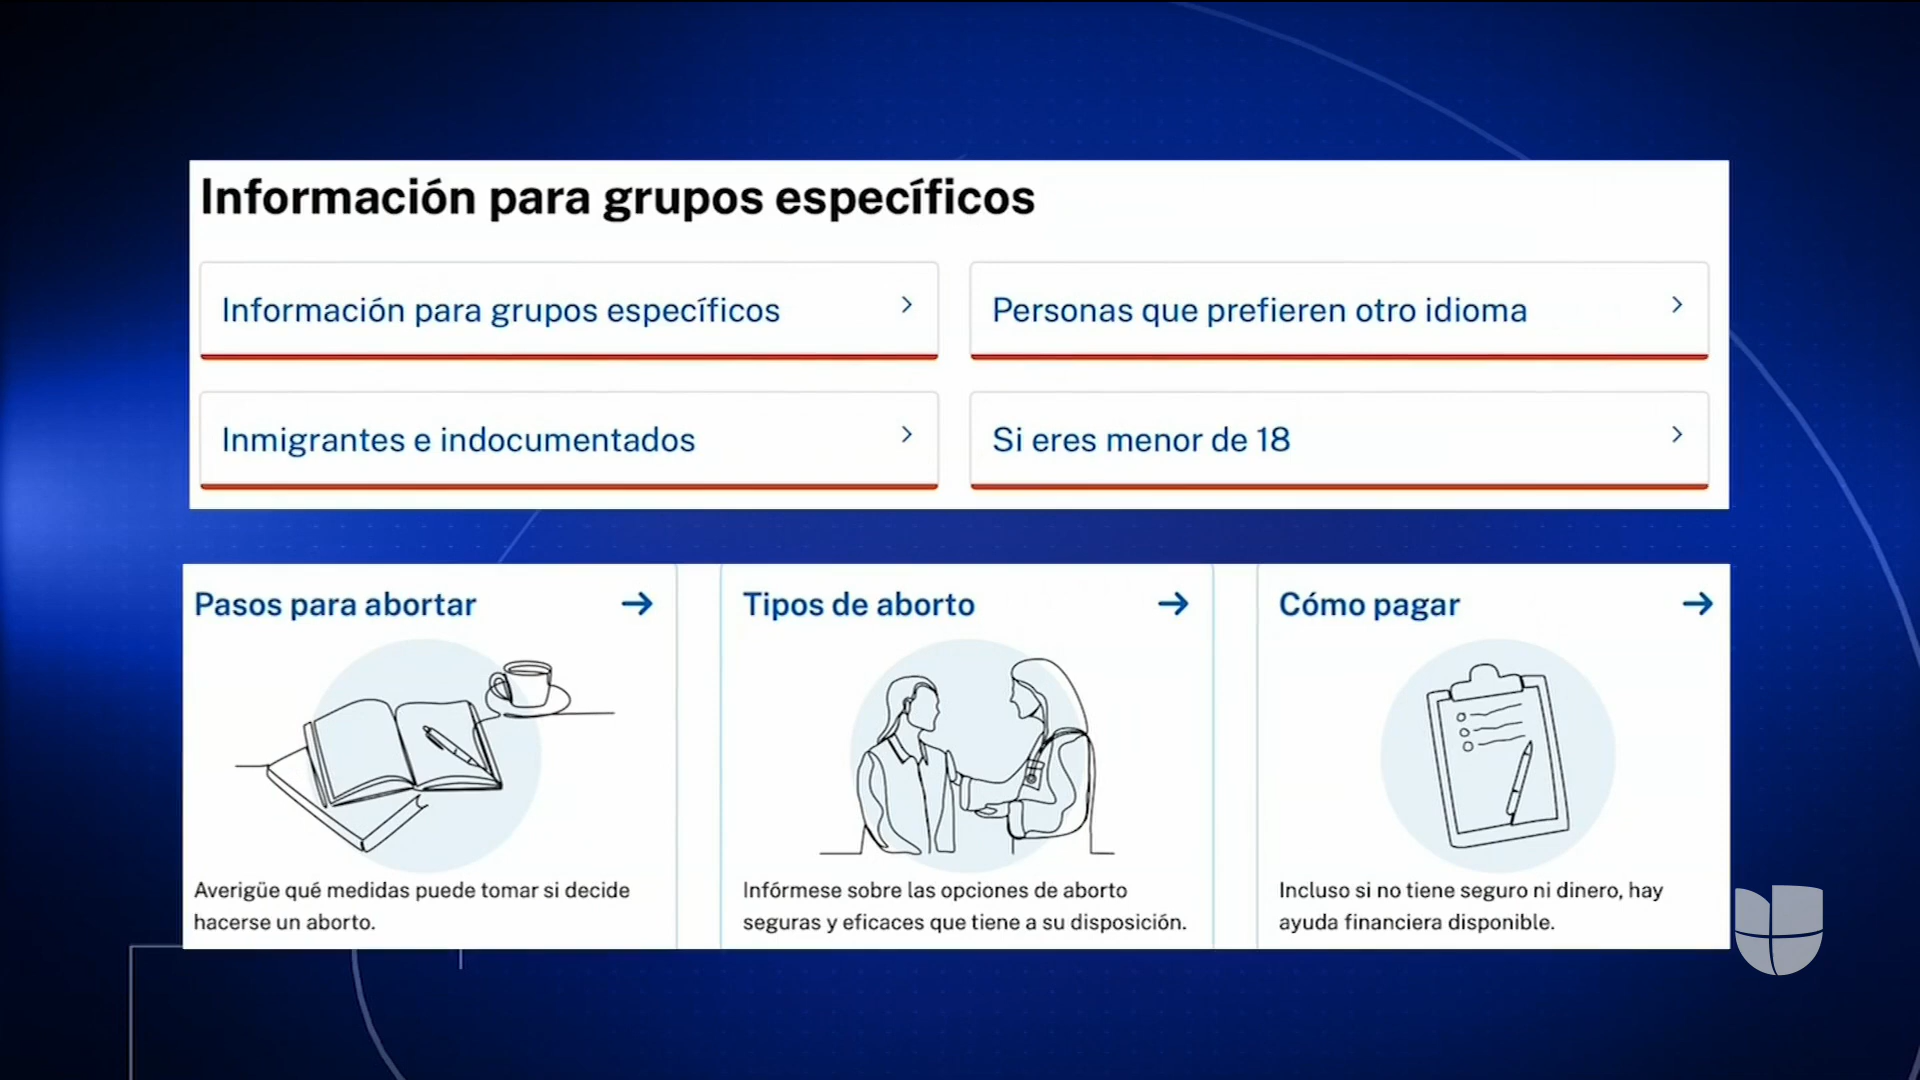 Información para grupos específicos
Información para grupos específicos
Personas que prefieren otro idioma
Inmigrantes e indocumentados
Si eres menor de 18
Pasos para abortar
Averigüe qué medidas puede tomar si decide
hacerse un aborto.
Tipos de aborto
Infórmese sobre las opciones de aborto
seguras y eficaces que tiene a su disposición.
Cómo pagar
Incluso si no tiene seguro ni dinero, hay
ayuda financiera disponible.